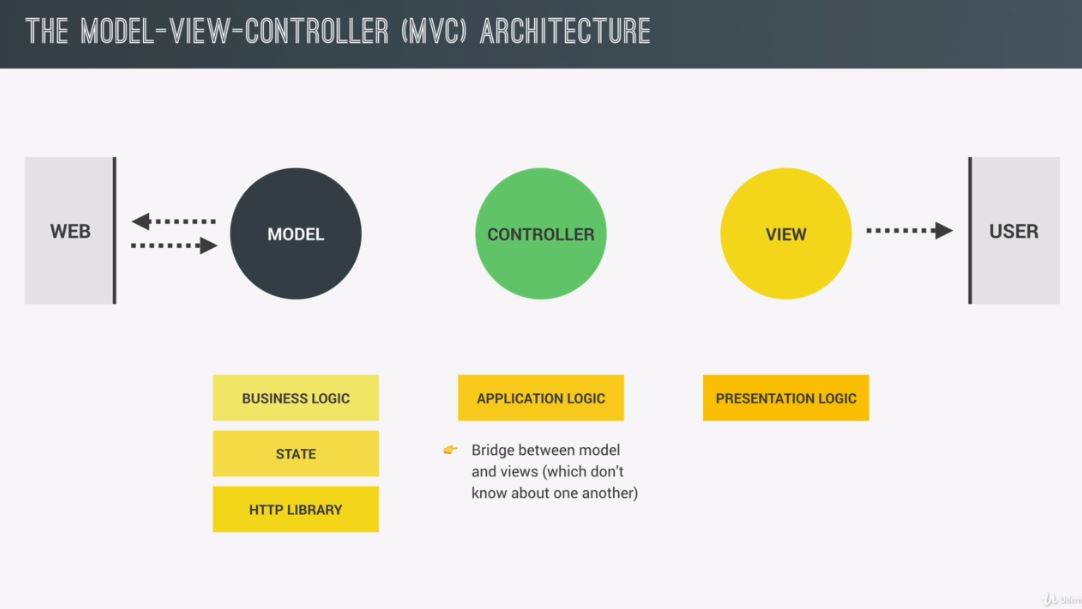 THE MODEL-VIEW-CONTROLLER (MVC) ARCHITECTURE
WEB
MODEL
CONTROLLER
VIEW
USER
BUSINESS LOGIC
APPLICATION LOGIC
PRESENTATION LOGIC
STATE
HTTP LIBRARY
Bridge between model
and views (which don’t
know about one another)